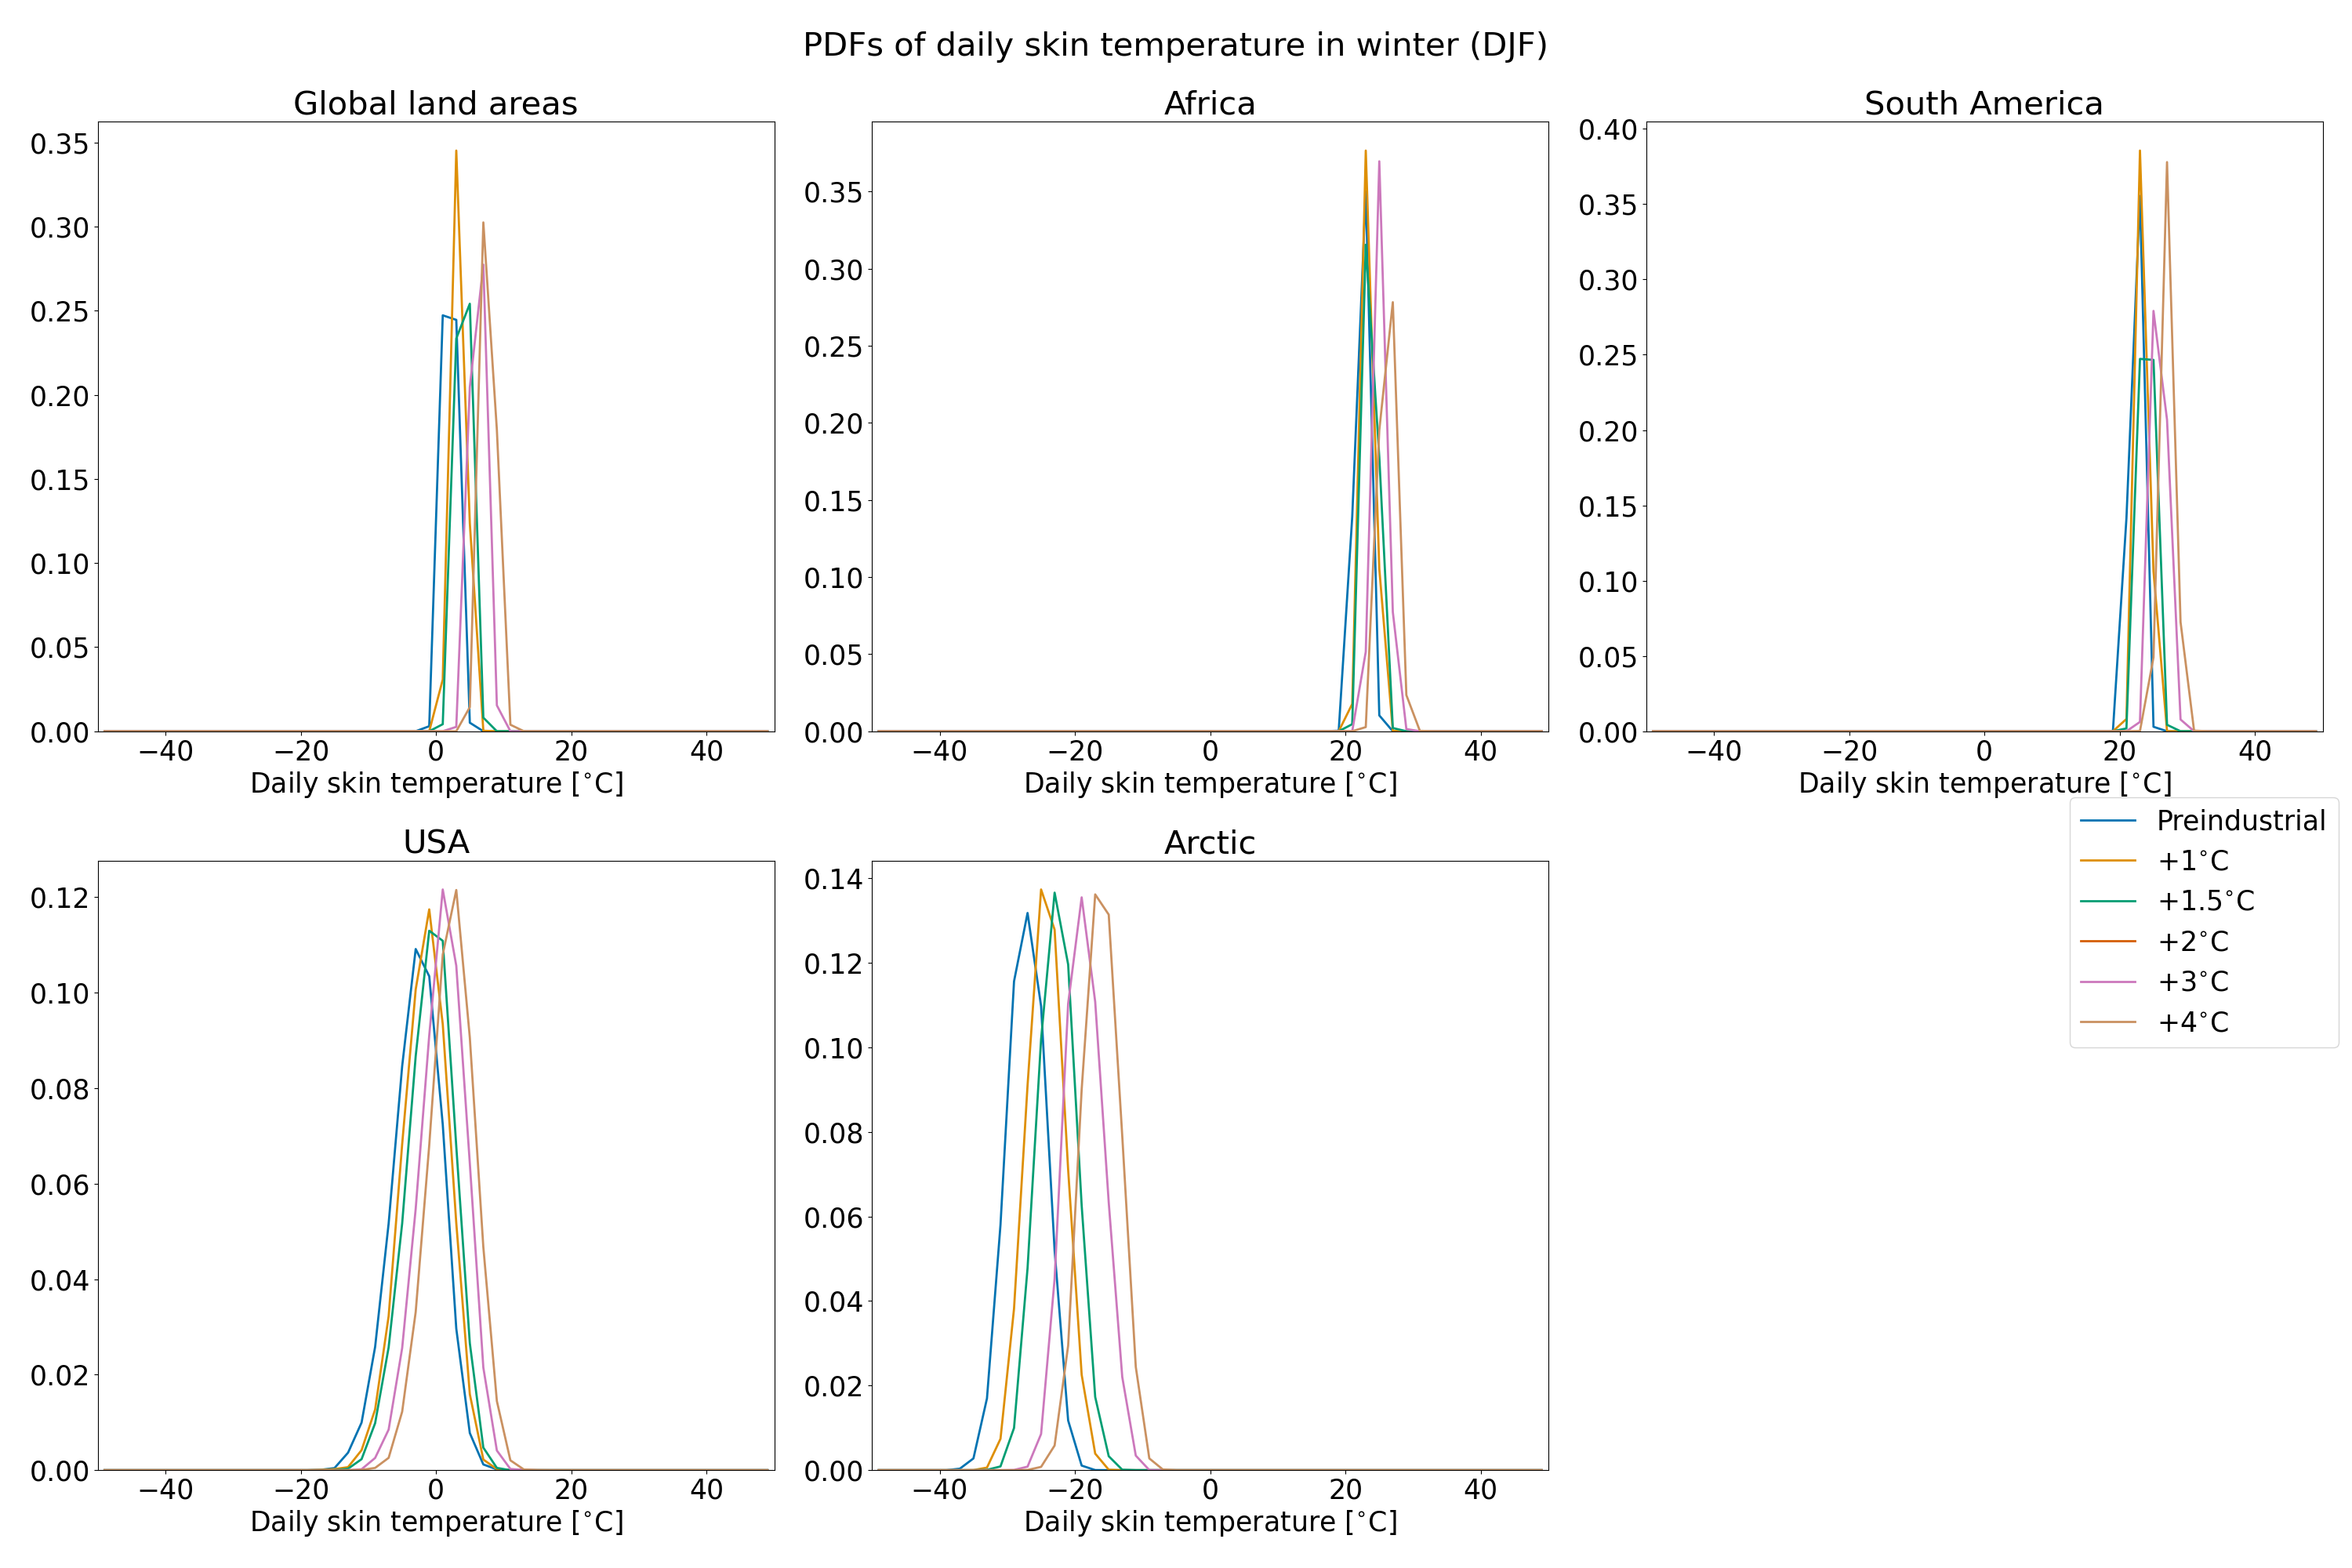 PDFs of daily skin temperature in winter (DJF)
Global land areas
0.35
0.30
0.25
0.20
0.15
0.10
0.05
0.00
−40 −20 0 20 40
Daily skin temperature [°C]
Africa
0.35
0.30
0.25
0.20
0.15
0.10
0.05
0.00
−40 −20 0 20 40
Daily skin temperature [°C]
South America
0.40
0.35
0.30
0.25
0.20
0.15
0.10
0.05
0.00
−40 −20 0 20 40
Daily skin temperature [°C]
USA
0.12
0.10
0.08
0.06
0.04
0.02
0.00
−40 −20 0 20 40
Daily skin temperature [°C]
Arctic
0.14
0.12
0.10
0.08
0.06
0.04
0.02
0.00
−40 −20 0 20 40
Daily skin temperature [°C]
Preindustrial
+1°C
+1.5°C
+2°C
+3°C
+4°C